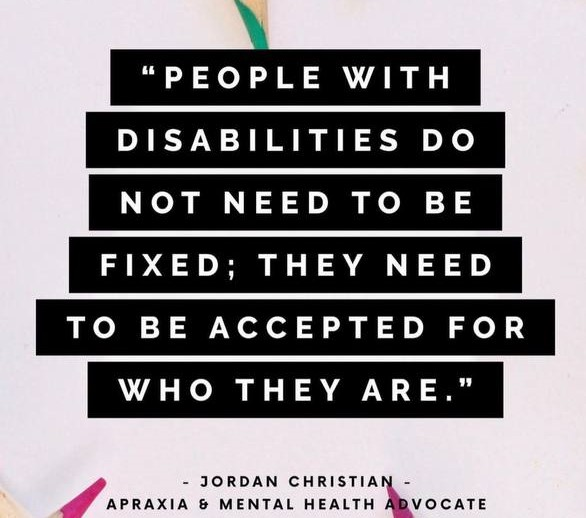 “PEOPLE WITH
DISABILITIES DO
NOT NEED TO BE
FIXED; THEY NEED
TO BE ACCEPTED FOR
WHO THEY ARE.”
- JORDAN CHRISTIAN -
APRAXIA & MENTAL HEALTH ADVOCATE